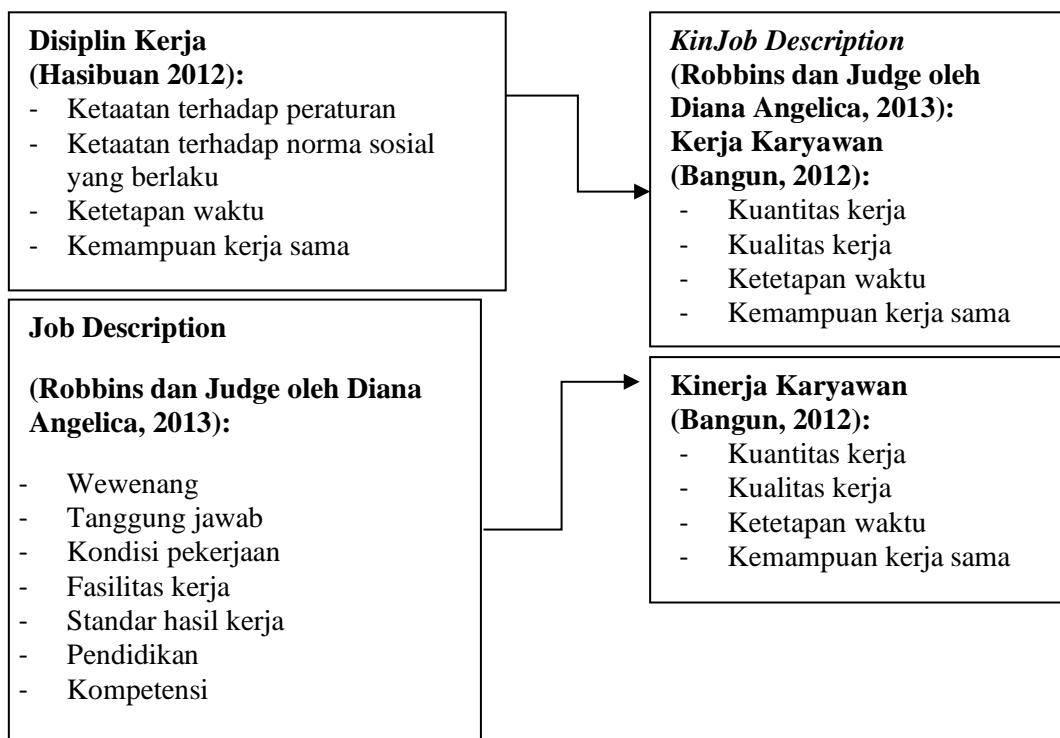 Disiplin Kerja
(Hasibuan 2012):
- Ketaatan terhadap peraturan
- Ketaatan terhadap norma sosial
yang berlaku
- Ketetapan waktu
- Kemampuan kerja sama
Job Description
(Robbins dan Judge oleh Diana
Angelica, 2013):
- Wewenang
- Tanggung jawab
- Kondisi pekerjaan
- Fasilitas kerja
- Standar hasil kerja
- Pendidikan
- Kompetensi
KinJob Description
(Robbins dan Judge oleh
Diana Angelica, 2013):
Kerja Karyawan
(Bangun, 2012):
- Kuantitas kerja
- Kualitas kerja
- Ketetapan waktu
- Kemampuan kerja sama
Kinerja Karyawan
(Bangun, 2012):
- Kuantitas kerja
- Kualitas kerja
- Ketetapan waktu
- Kemampuan kerja sama